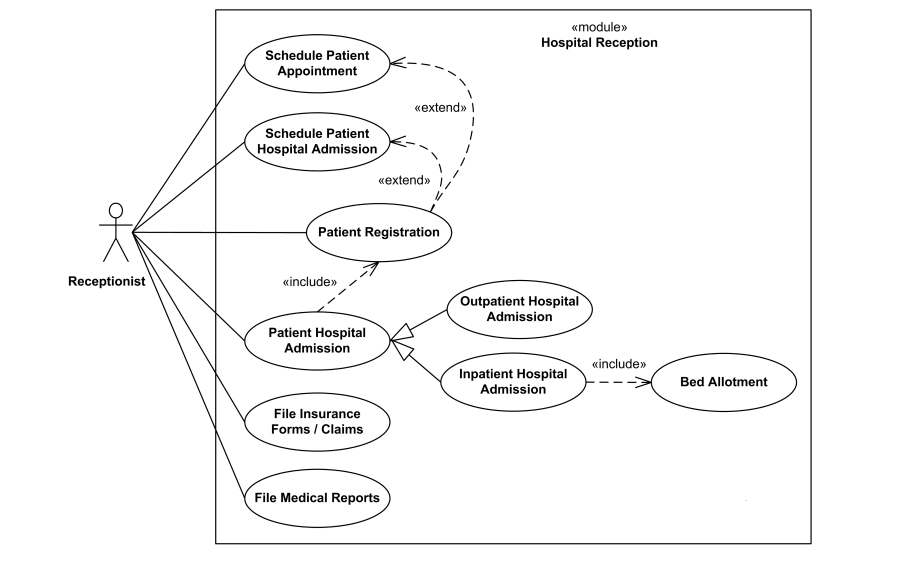 «module»
Hospital Reception
Schedule Patient
Appointment
«extend»
Schedule Patient
Hospital Admission
«extend»
Patient Registration
Receptionist
«include»
Outpatient Hospital
Admission
Patient Hospital
Admission
«include»
Inpatient Hospital
Admission
Bed Allotment
File Insurance
Forms / Claims
File Medical Reports